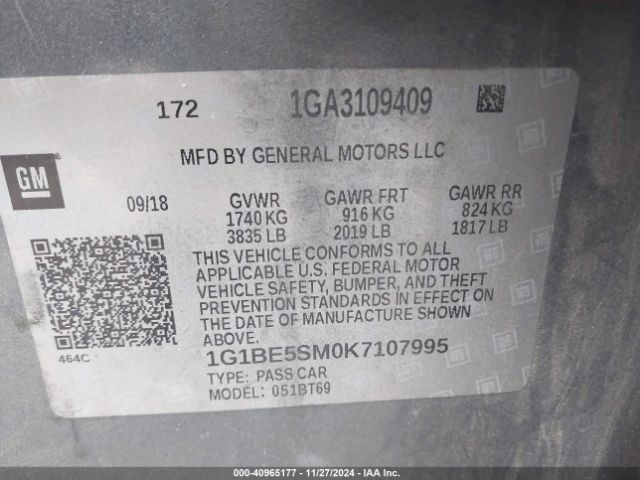 172 1GA3109409
MFD BY GENERAL MOTORS LLC
GM
09/18 GVWR GAWR FRT GAWR RR
1740 KG 916 KG 824 KG
3835 LB 2019 LB 1817 LB
THIS VEHICLE CONFORMS TO ALL
APPLICABLE U.S. FEDERAL MOTOR
VEHICLE SAFETY, BUMPER, AND THEFT
PREVENTION STANDARDS IN EFFECT ON
THE DATE OF MANUFACTURE SHOWN
ABOVE.
464C
1G1BE5SM0K7107995
TYPE: PASS CAR
MODEL: 051BT69
000-40965177 - 11/27/2024 - IAA Inc.